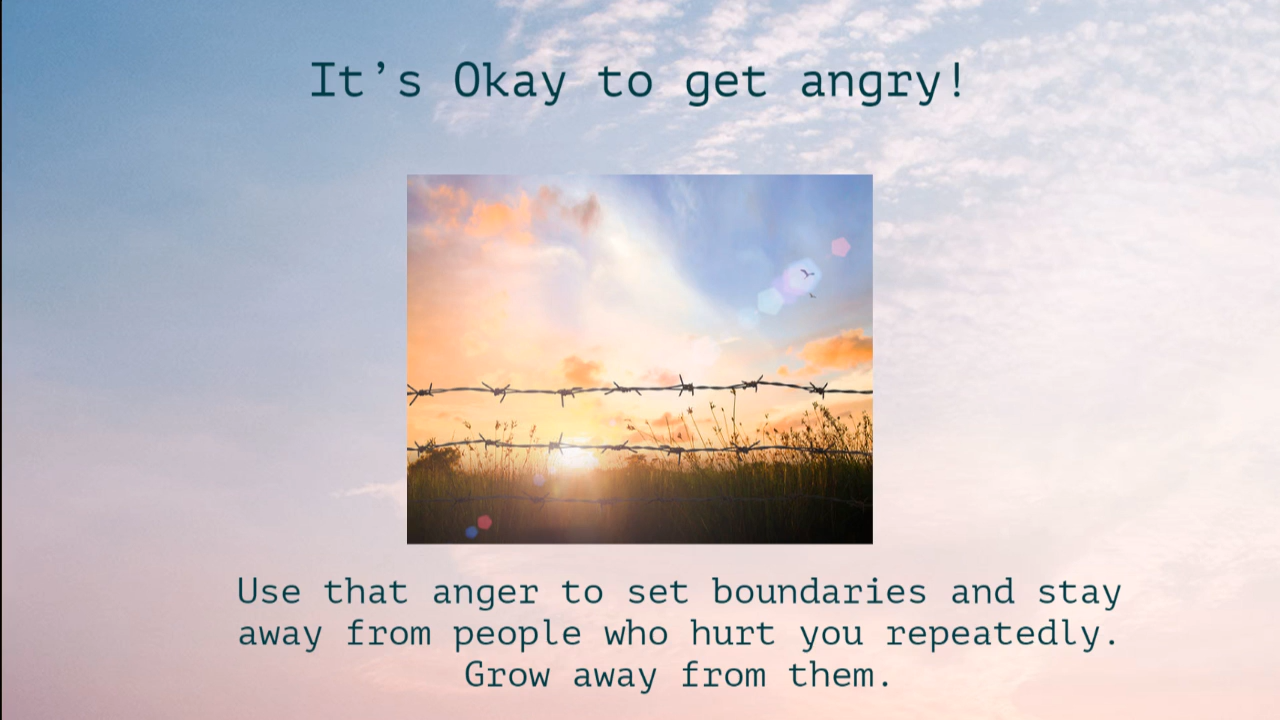 It’s Okay to get angry!
Use that anger to set boundaries and stay
away from people who hurt you repeatedly.
Grow away from them.